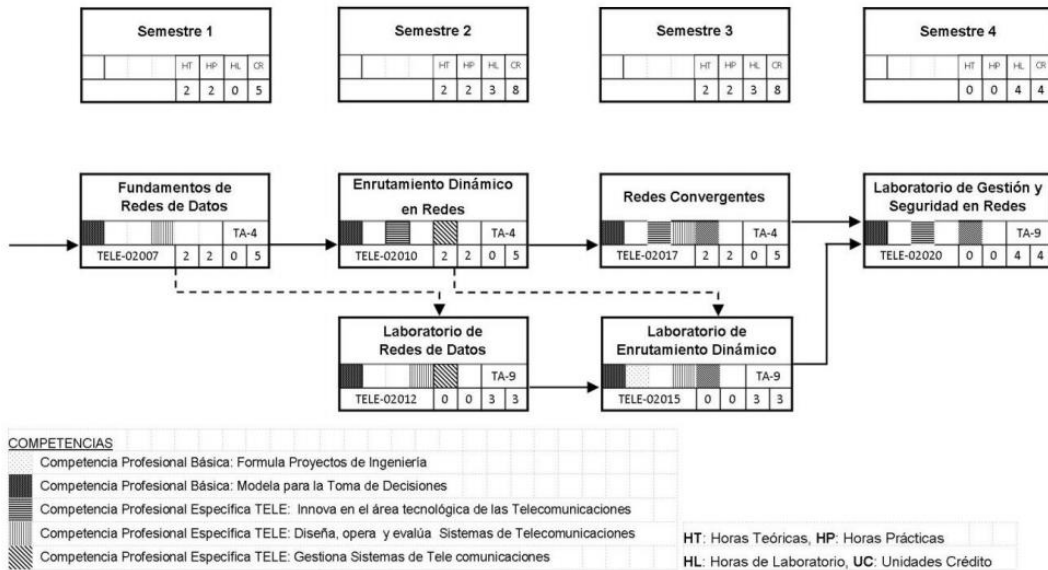 Semestre 1
HT HP HL CR
2 2 0 5
Semestre 2
HT HP HL CR
2 2 3 8
Semestre 3
HT HP HL CR
2 2 3 8
Semestre 4
HT HP HL CR
0 0 4 4
Fundamentos de
Redes de Datos
TA-4
TELE-02007 2 2 0 5
Enrutamiento Dinámico
en Redes
TA-4
TELE-02010 2 2 0 5
Redes Convergentes
TA-4
TELE-02017 2 2 0 5
Laboratorio de Gestión y
Seguridad en Redes
TA-9
TELE-02020 0 0 4 4
Laboratorio de
Redes de Datos
TA-9
TELE-02012 0 0 3 3
Laboratorio de
Enrutamiento Dinámico
TA-9
TELE-02015 0 0 3 3
COMPETENCIAS
Competencia Profesional Básica: Formula Proyectos de Ingeniería
Competencia Profesional Básica: Modela para la Toma de Decisiones
Competencia Profesional Específica TELE: Innova en el área tecnológica de las Telecomunicaciones
Competencia Profesional Específica TELE: Diseña, opera y evalúa Sistemas de Telecomunicaciones
Competencia Profesional Específica TELE: Gestiona Sistemas de Tele comunicaciones
HT: Horas Teóricas, HP: Horas Prácticas
HL: Horas de Laboratorio, UC: Unidades Crédito